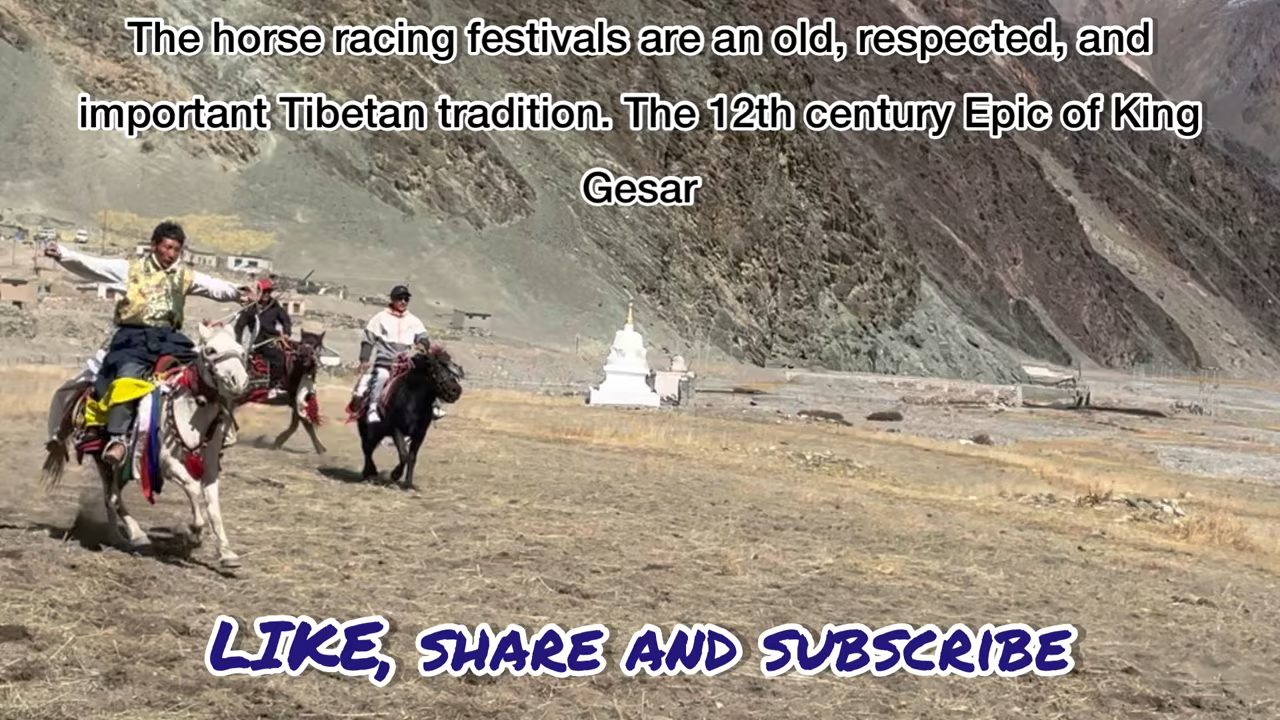 The horse racing festivals are an old, respected, and
important Tibetan tradition. The 12th century Epic of King
Gesar
LIKE, SHARE AND SUBSCRIBE